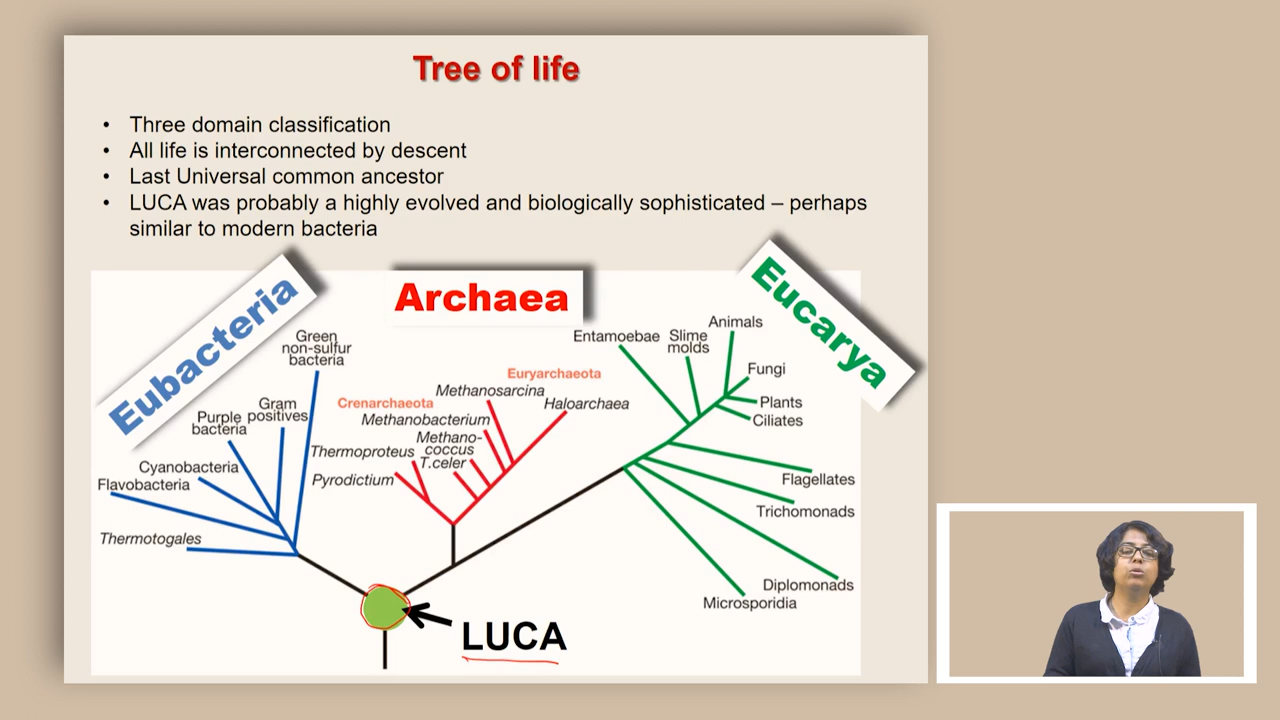 Tree of life
• Three domain classification
• All life is interconnected by descent
• Last Universal common ancestor
• LUCA was probably a highly evolved and biologically sophisticated – perhaps
similar to modern bacteria
Eubacteria
Archaea
Eucarya
Green
non-sulfur
bacteria
Gram
positives
Purple
bacteria
Cyanobacteria
Flavobacteria
Thermotogales
Crenarchaeota
Euryarchaeota
Methanosarcina
Haloarchaea
Methanobacterium
Methano-
coccus
Thermoproteus
T.celer
Pyrodictium
Entamoebae
Slime
molds
Animals
Fungi
Plants
Ciliates
Flagellates
Trichomonads
Diplomonads
Microsporidia
LUCA